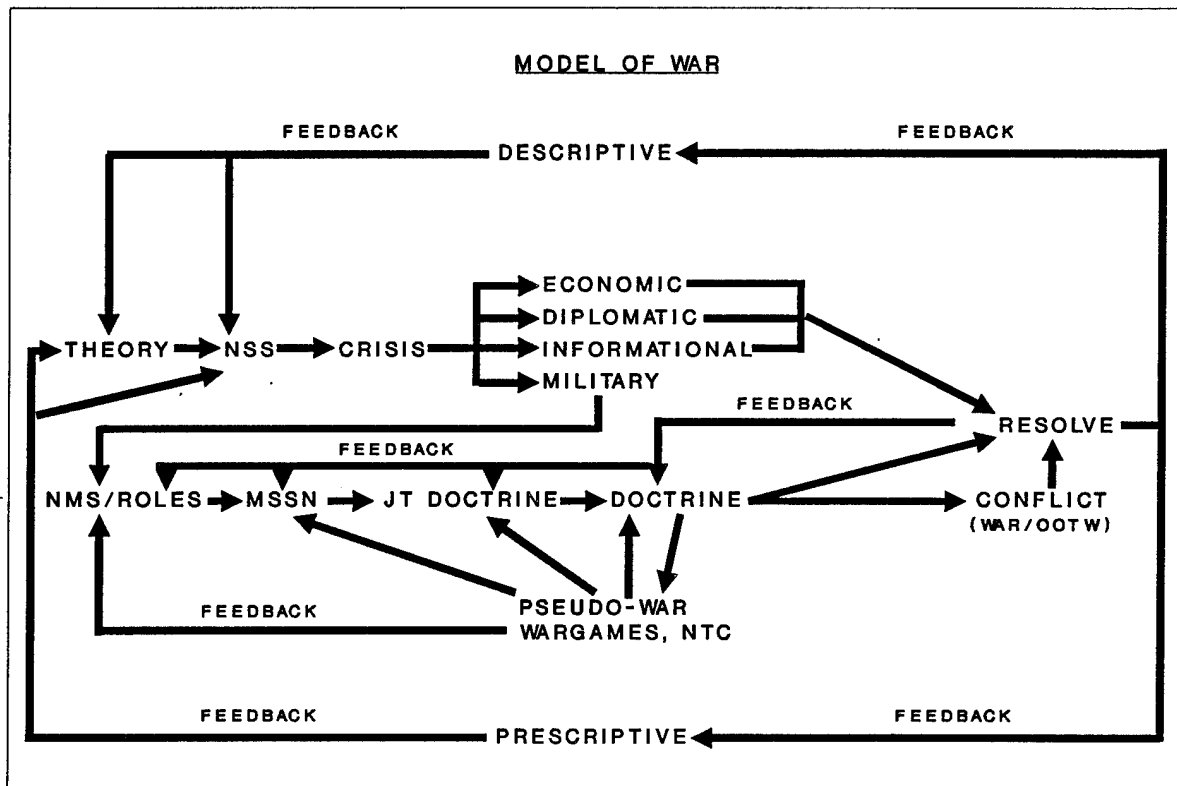 MODEL OF WAR
FEEDBACK FEEDBACK
DESCRIPTIVE
ECONOMIC
DIPLOMATIC
THEORY NSS CRISIS INFORMATIONAL
MILITARY
FEEDBACK
RESOLVE
FEEDBACK
NMS/ROLES MSSN JT DOCTRINE DOCTRINE CONFLICT
(WAR/OOTW)
PSEUDO-WAR
FEEDBACK
WARGAMES, NTC
FEEDBACK FEEDBACK
PRESCRIPTIVE